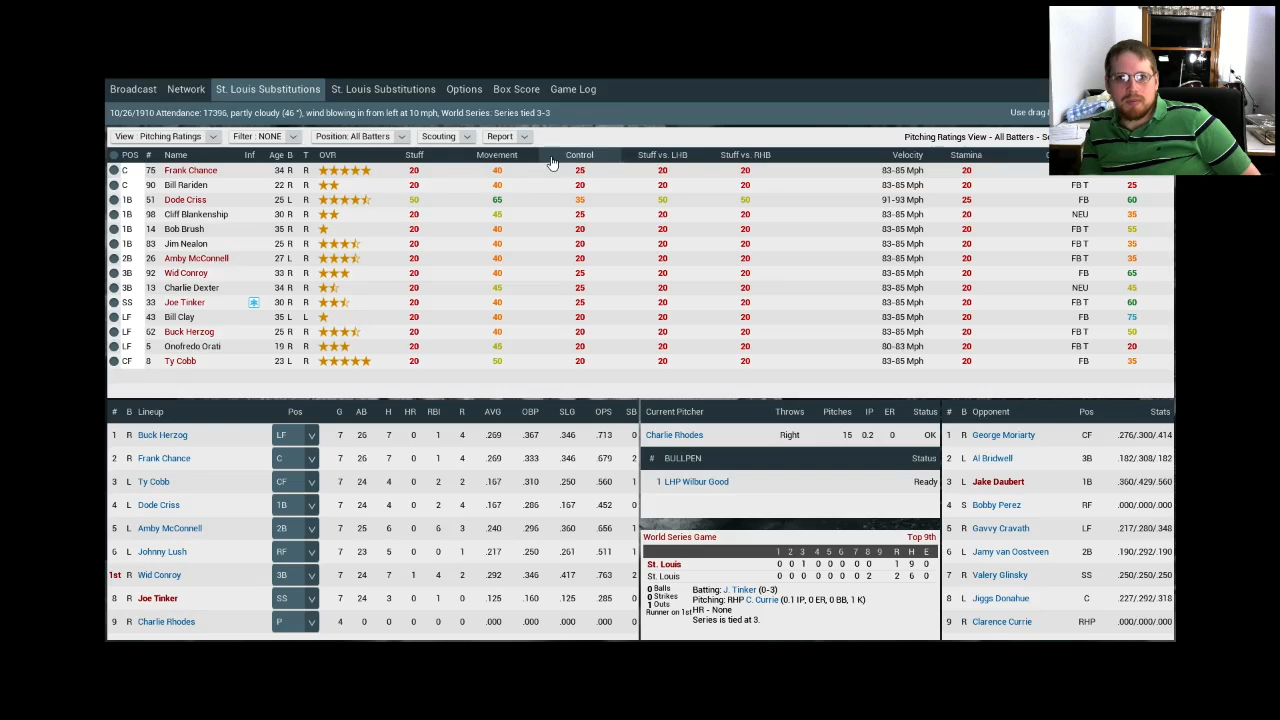 Broadcast Network St. Louis Substitutions St. Louis Substitutions Options Box Score Game Log
10/26/1910 Attendance: 17396, partly cloudy (46 °), wind blowing in from left at 10 mph, World Series: Series tied 3-3 Use drag &
View : Pitching Ratings Filter : NONE Position: All Batters Scouting Report Pitching Ratings View - All Batters - Se
POS # Name Inf Age B T OVR Stuff Movement Control Stuff vs. LHB Stuff vs. RHB Velocity Stamina
C 75 Frank Chance 34 R R 20 40 25 20 20 83-85 Mph 20
C 90 Bill Rariden 22 R R 20 40 20 20 20 83-85 Mph 20 FB T 25
1B 51 Dode Criss 25 L R 50 65 35 50 50 91-93 Mph 25 FB 60
1B 98 Cliff Blankenship 30 R R 20 45 25 20 20 83-85 Mph 20 NEU 35
1B 14 Bob Brush 35 R R 20 40 20 20 20 83-85 Mph 20 FB T 55
1B 83 Jim Nealon 25 R R 20 40 20 20 20 83-85 Mph 20 FB T 35
2B 26 Amby McConnell 27 L R 20 40 20 20 20 83-85 Mph 20 FB T 35
3B 92 Wid Conroy 33 R R 20 40 25 20 20 83-85 Mph 20 FB 65
3B 13 Charlie Dexter 34 R R 20 45 25 20 20 83-85 Mph 20 NEU 45
SS 33 Joe Tinker 30 R R 20 40 25 20 20 83-85 Mph 20 FB T 60
LF 43 Bill Clay 35 L L 20 40 20 20 20 83-85 Mph 20 FB 75
LF 62 Buck Herzog 25 R R 20 40 20 20 20 83-85 Mph 20 FB T 50
LF 5 Onofredo Orati 19 R R 20 45 20 20 20 80-83 Mph 20 FB T 20
CF 8 Ty Cobb 23 L R 20 50 20 20 20 83-85 Mph 20 FB 35
# B Lineup Pos G AB H HR RBI R AVG OBP SLG OPS SB
1 R Buck Herzog LF 7 26 7 0 1 4 .269 .367 .346 .713 0
2 R Frank Chance C 7 26 7 0 1 4 .269 .333 .346 .679 2
3 L Ty Cobb CF 7 24 4 0 2 2 .167 .310 .250 .560 1
4 L Dode Criss 1B 7 24 4 0 2 4 .167 .286 .167 .452 0
5 L Amby McConnell 2B 7 25 6 0 6 3 .240 .296 .360 .656 1
6 L Johnny Lush RF 7 23 5 0 0 1 .217 .250 .261 .511 1
1st R Wid Conroy 3B 7 24 7 1 4 2 .292 .346 .417 .763 2
8 R Joe Tinker SS 7 24 3 0 1 0 .125 .160 .125 .285 0
9 R Charlie Rhodes P 4 0 0 0 0 0 .000 .000 .000 .000 0
Current Pitcher Throws Pitches IP ER Status
Charlie Rhodes Right 15 0.2 0 OK
# BULLPEN Status
1 LHP Wilbur Good Ready
World Series Game Top 9th
1 2 3 4 5 6 7 8 9 R H E
St. Louis 0 0 1 0 0 0 0 0 1 9 0
St. Louis 0 0 0 0 0 0 0 2 2 6 0
0 Balls
0 Strikes
1 Outs
Runner on 1st
Batting: J. Tinker (0-3)
Pitching: RHP C. Currie (0.1 IP, 0 ER, 0 BB, 1 K)
HR - None
Series is tied at 3.
# B Opponent Pos Stats
1 R George Moriarty CF .276/.300/.414
2 L Al Bridwell 3B .182/.308/.182
3 L Jake Daubert 1B .360/.429/.560
4 S Bobby Perez RF .000/.000/.000
5 R Gavvy Cravath LF .217/.280/.348
6 L Jamy van Oostveen 2B .190/.292/.190
7 R Valery Glinsky SS .250/.250/.250
8 L Jiggs Donahue C .227/.292/.318
9 R Clarence Currie RHP .000/.000/.000